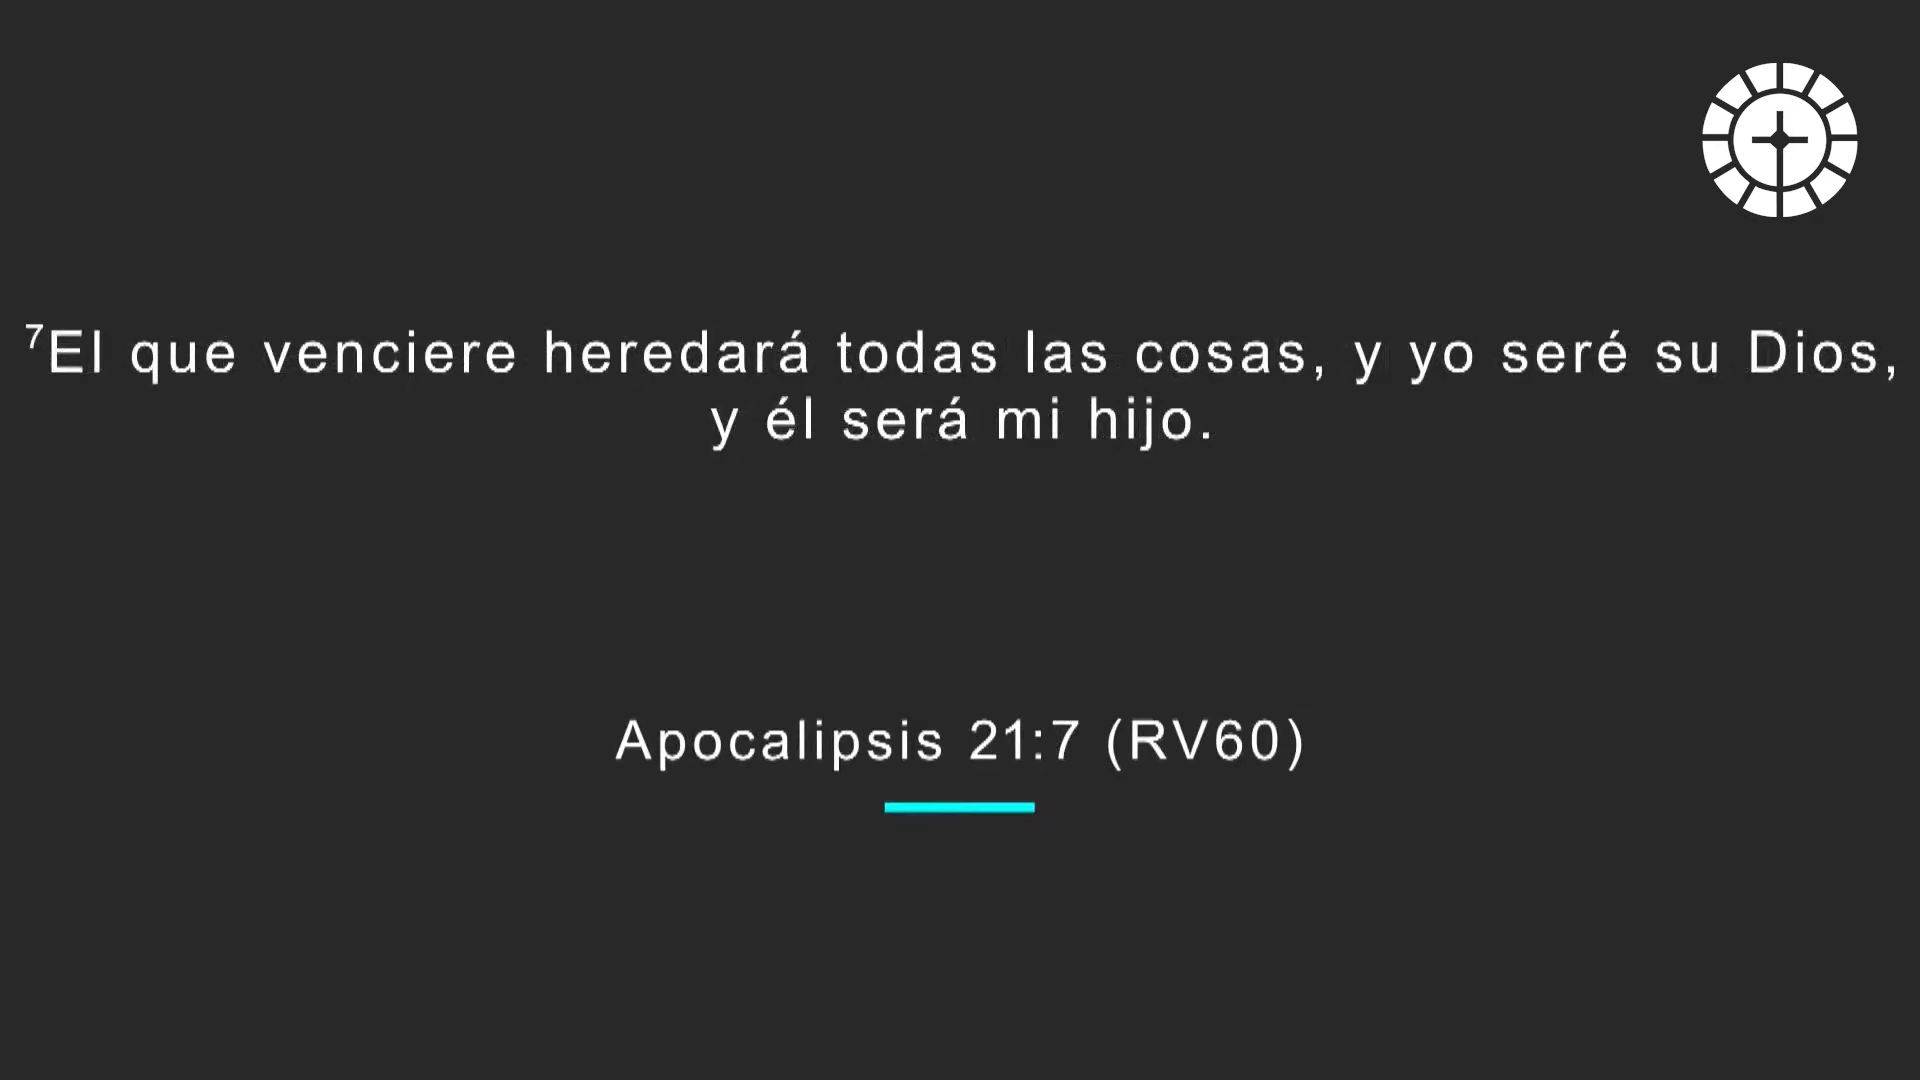 ⁷El que venciere heredará todas las cosas, y yo seré su Dios,
y él será mi hijo.
Apocalipsis 21:7 (RV60)